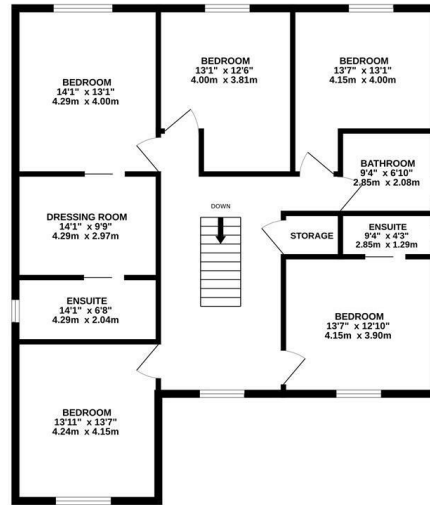 BEDROOM
14'1" x 13'1"
4.29m x 4.00m
BEDROOM
13'1" x 12'6"
4.00m x 3.81m
BEDROOM
13'7" x 13'1"
4.15m x 4.00m
BATHROOM
9'4" x 6'10"
2.85m x 2.08m
DRESSING ROOM
14'1" x 9'9"
4.29m x 2.97m
DOWN
STORAGE
ENSUITE
9'4" x 4'3"
2.85m x 1.29m
ENSUITE
14'1" x 6'8"
4.29m x 2.04m
BEDROOM
13'7" x 12'10"
4.15m x 3.90m
BEDROOM
13'11" x 13'7"
4.24m x 4.15m